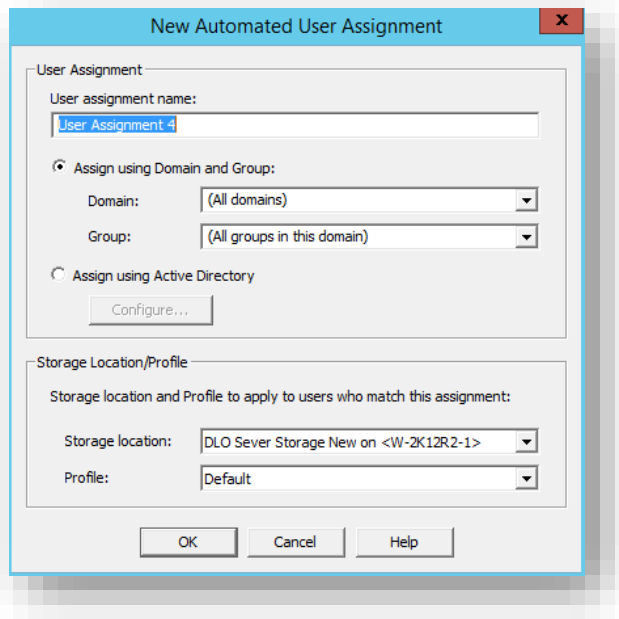 New Automated User Assignment
x
User Assignment
User assignment name:
User Assignment 4
Assign using Domain and Group:
Domain: (All domains)
Group: (All groups in this domain)
Assign using Active Directory
Configure...
Storage Location/Profile
Storage location and Profile to apply to users who match this assignment:
Storage location: DLO Sever Storage New on <W-2K12R2-1>
Profile: Default
OK Cancel Help